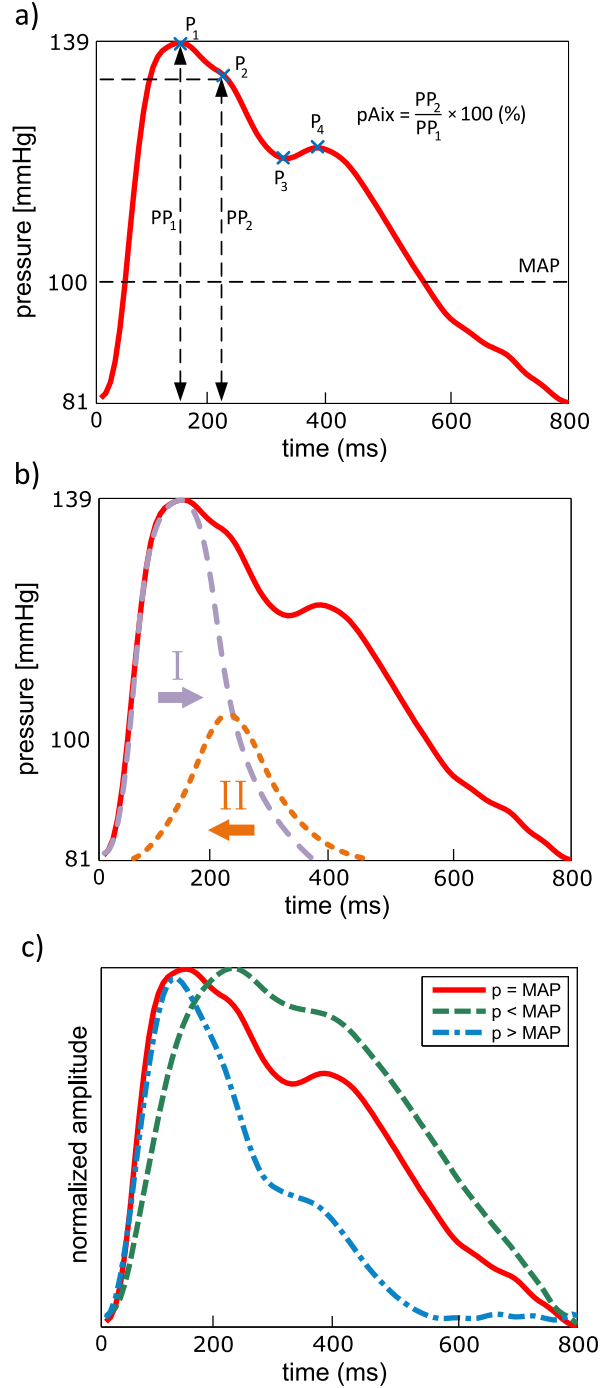 a)
139
P1
P2
pAix = PP2/PP1 × 100 (%)
P4
P3
PP1
PP2
MAP
100
81
pressure [mmHg]
0
200
400
600
800
time (ms)
b)
139
I
100
II
81
pressure [mmHg]
0
200
400
600
800
time (ms)
c)
p = MAP
p < MAP
p > MAP
normalized amplitude
0
200
400
600
800
time (ms)